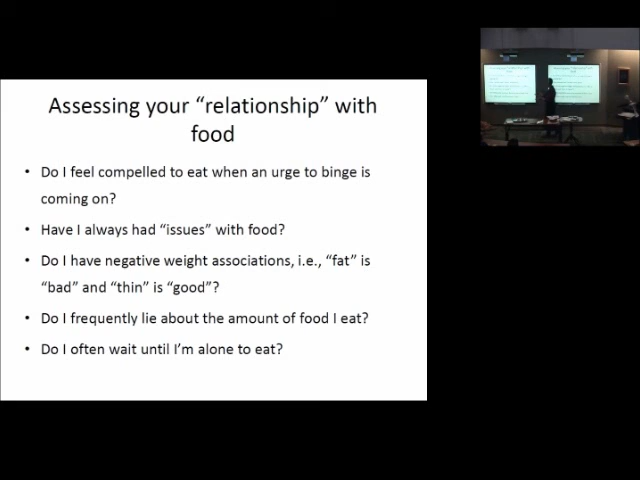 Assessing your “relationship” with
food
• Do I feel compelled to eat when an urge to binge is
coming on?
• Have I always had “issues” with food?
• Do I have negative weight associations, i.e., “fat” is
“bad” and “thin” is “good”?
• Do I frequently lie about the amount of food I eat?
• Do I often wait until I’m alone to eat?